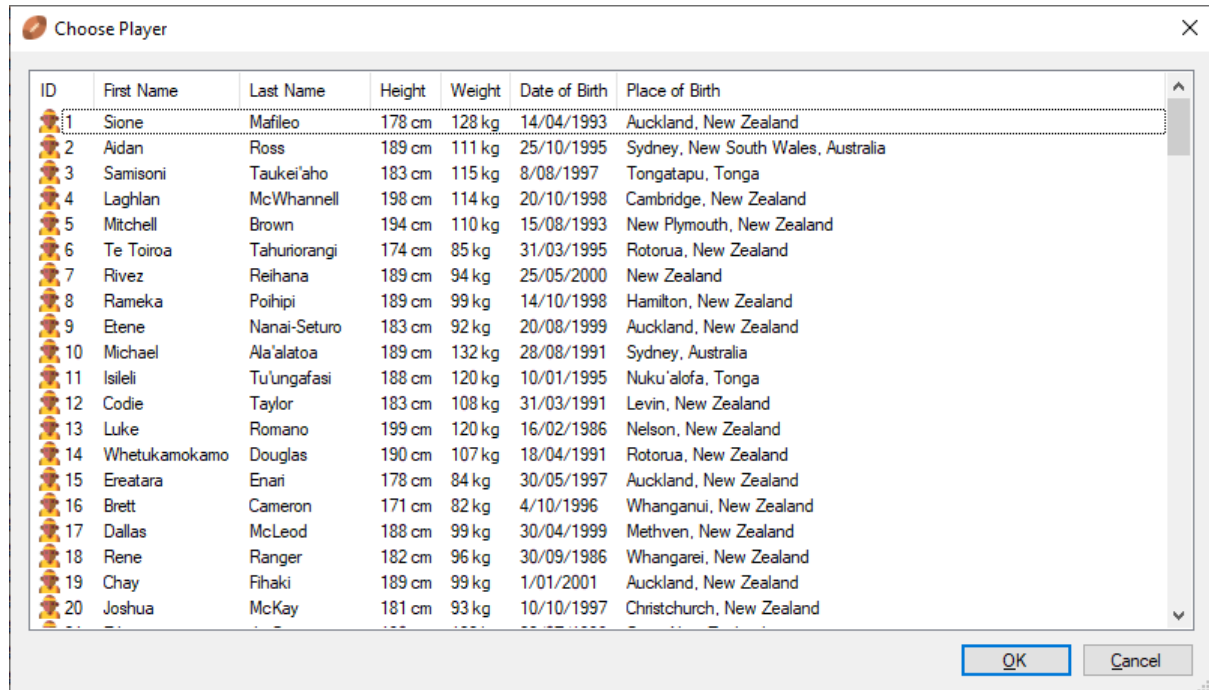 Choose Player
ID First Name Last Name Height Weight Date of Birth Place of Birth
1 Sione Mafileo 178 cm 128 kg 14/04/1993 Auckland, New Zealand
2 Aidan Ross 189 cm 111 kg 25/10/1995 Sydney, New South Wales, Australia
3 Samisoni Taukei'aho 183 cm 115 kg 8/08/1997 Tongatapu, Tonga
4 Laghlan McWhannell 198 cm 114 kg 20/10/1998 Cambridge, New Zealand
5 Mitchell Brown 194 cm 110 kg 15/08/1993 New Plymouth, New Zealand
6 Te Toiroa Tahuriorangi 174 cm 85 kg 31/03/1995 Rotorua, New Zealand
7 Rivez Reihana 189 cm 94 kg 25/05/2000 New Zealand
8 Rameka Poihipi 189 cm 99 kg 14/10/1998 Hamilton, New Zealand
9 Etene Nanai-Seturo 183 cm 92 kg 20/08/1999 Auckland, New Zealand
10 Michael Ala'alatoa 189 cm 132 kg 28/08/1991 Sydney, Australia
11 Isileli Tu'ungafasi 188 cm 120 kg 10/01/1995 Nukuʻalofa, Tonga
12 Codie Taylor 183 cm 108 kg 31/03/1991 Levin, New Zealand
13 Luke Romano 199 cm 120 kg 16/02/1986 Nelson, New Zealand
14 Whetukamokamo Douglas 190 cm 107 kg 18/04/1991 Rotorua, New Zealand
15 Ereatara Enari 178 cm 84 kg 30/05/1997 Auckland, New Zealand
16 Brett Cameron 171 cm 82 kg 4/10/1996 Whanganui, New Zealand
17 Dallas McLeod 188 cm 99 kg 30/04/1999 Methven, New Zealand
18 Rene Ranger 182 cm 96 kg 30/09/1986 Whangarei, New Zealand
19 Chay Fihaki 189 cm 99 kg 1/01/2001 Auckland, New Zealand
20 Joshua McKay 181 cm 93 kg 10/10/1997 Christchurch, New Zealand
OK Cancel